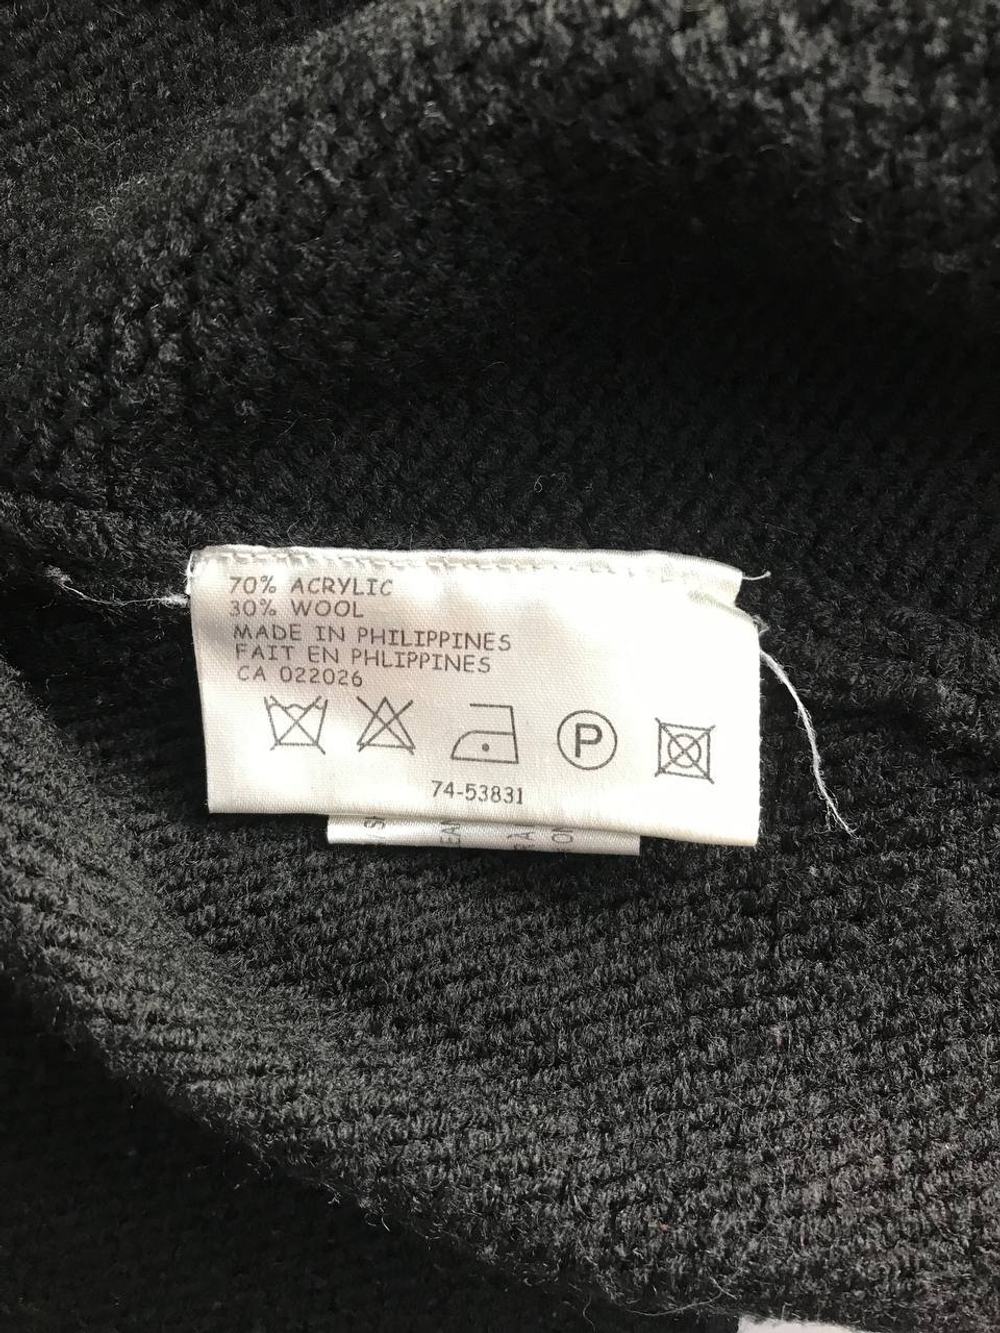 70% ACRYLIC
30% WOOL
MADE IN PHILIPPINES
FAIT EN PHLIPPINES
CA 022026
P
74-53831